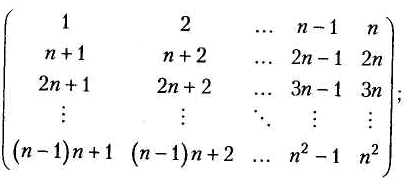 1 2 ... n−1 n
n+1 n+2 ... 2n−1 2n
2n+1 2n+2 ... 3n−1 3n ;
⋮ ⋮ ⋱ ⋮ ⋮
(n−1)n+1 (n−1)n+2 ... n²−1 n²